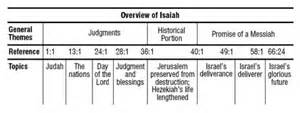 Overview of Isaiah
General Themes Judgments Historical Portion Promise of a Messiah
Reference 1:1 13:1 24:1 28:1 36:1 40:1 49:1 58:1 66:24
Topics Judah The nations Day of the Lord Judgment and blessings Jerusalem preserved from destruction; Hezekiah's life lengthened Israel's deliverance Israel's deliverer Israel's glorious future